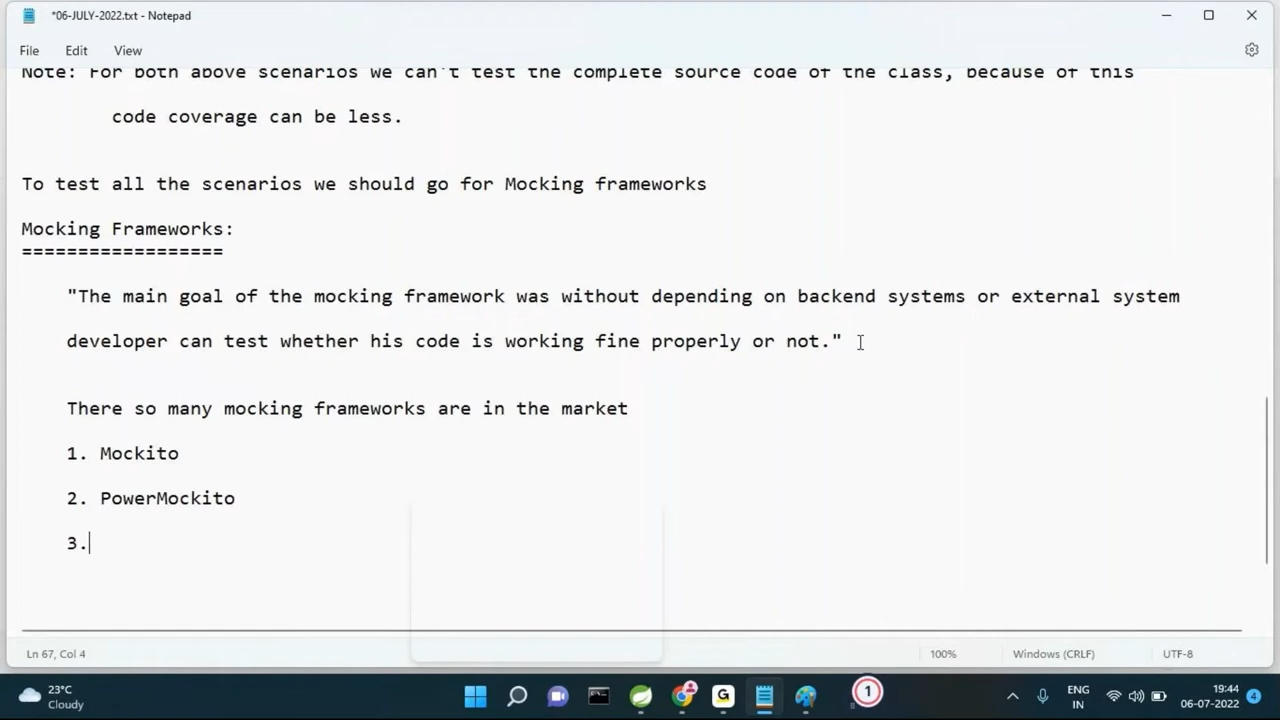 *06-JULY-2022.txt - Notepad
File Edit View
Note: For both above scenarios we can't test the complete source code of the class, because of this
code coverage can be less.
To test all the scenarios we should go for Mocking frameworks
Mocking Frameworks:
==================
"The main goal of the mocking framework was without depending on backend systems or external system
developer can test whether his code is working fine properly or not."
There so many mocking frameworks are in the market
1. Mockito
2. PowerMockito
3.
Ln 67, Col 4 100% Windows (CRLF) UTF-8
23°C
Cloudy
1
ENG
IN
19:44
06-07-2022
4